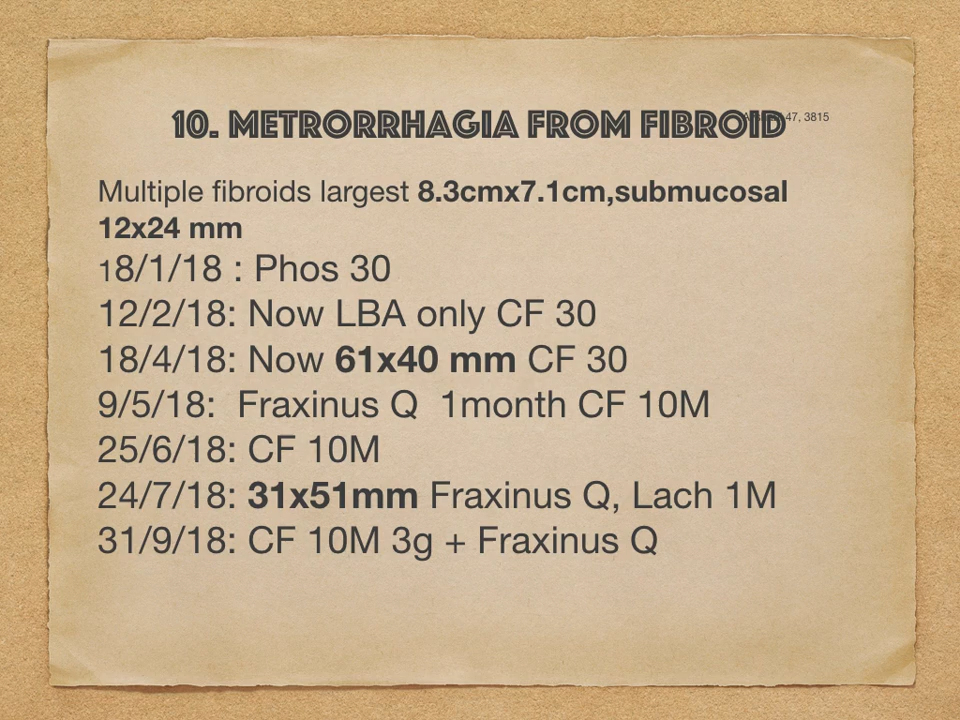 10. METRORRHAGIA FROM FIBROID
47, 3815
Multiple fibroids largest 8.3cmx7.1cm,submucosal
12x24 mm
18/1/18 : Phos 30
12/2/18: Now LBA only CF 30
18/4/18: Now 61x40 mm CF 30
9/5/18:  Fraxinus Q  1month CF 10M
25/6/18: CF 10M
24/7/18: 31x51mm Fraxinus Q, Lach 1M
31/9/18: CF 10M 3g + Fraxinus Q